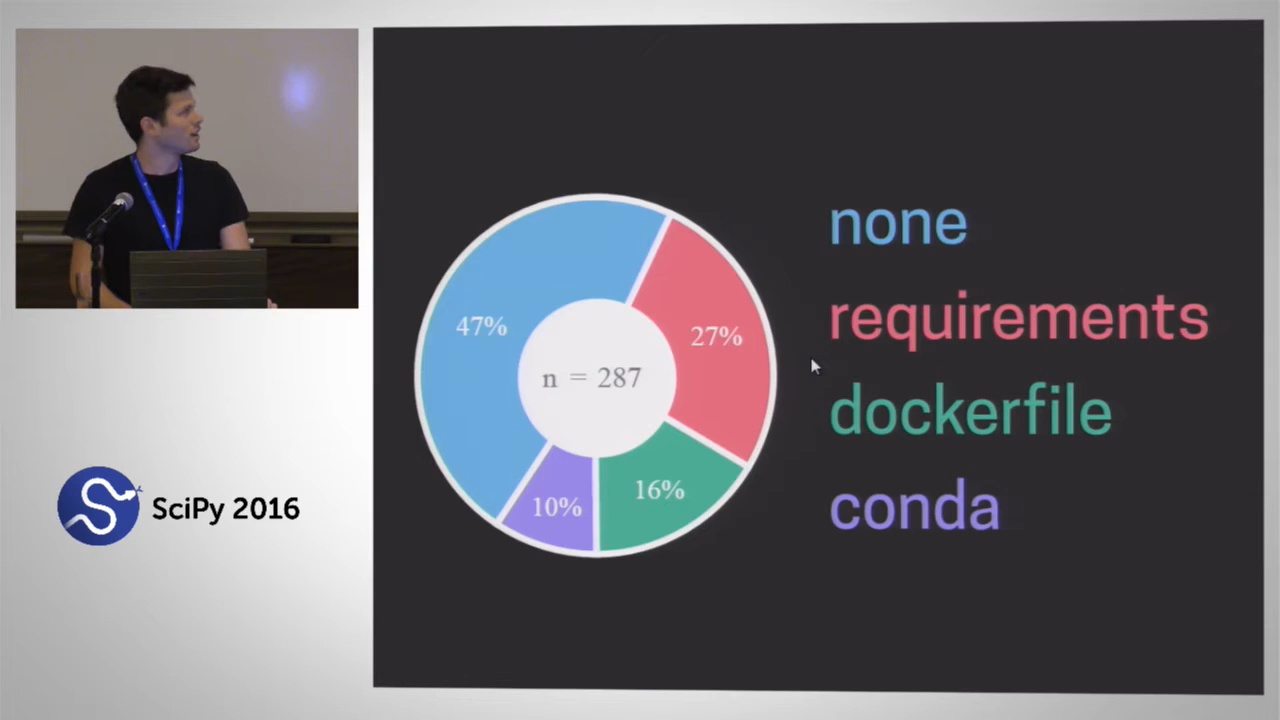 47%
27%
n = 287
10%
16%
none
requirements
dockerfile
conda
SciPy 2016